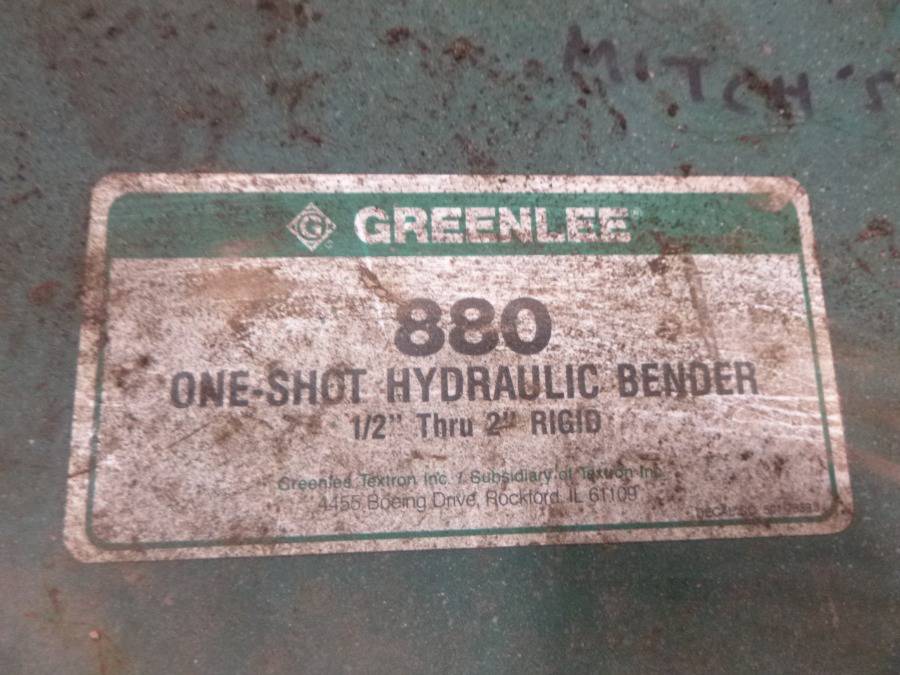 MITCH'S
GREENLEE
880
ONE-SHOT HYDRAULIC BENDER
1/2" Thru 2" RIGID
Greenlee Textron Inc. / Subsidiary of Textron Inc.
4455 Boeing Drive, Rockford, IL 61109